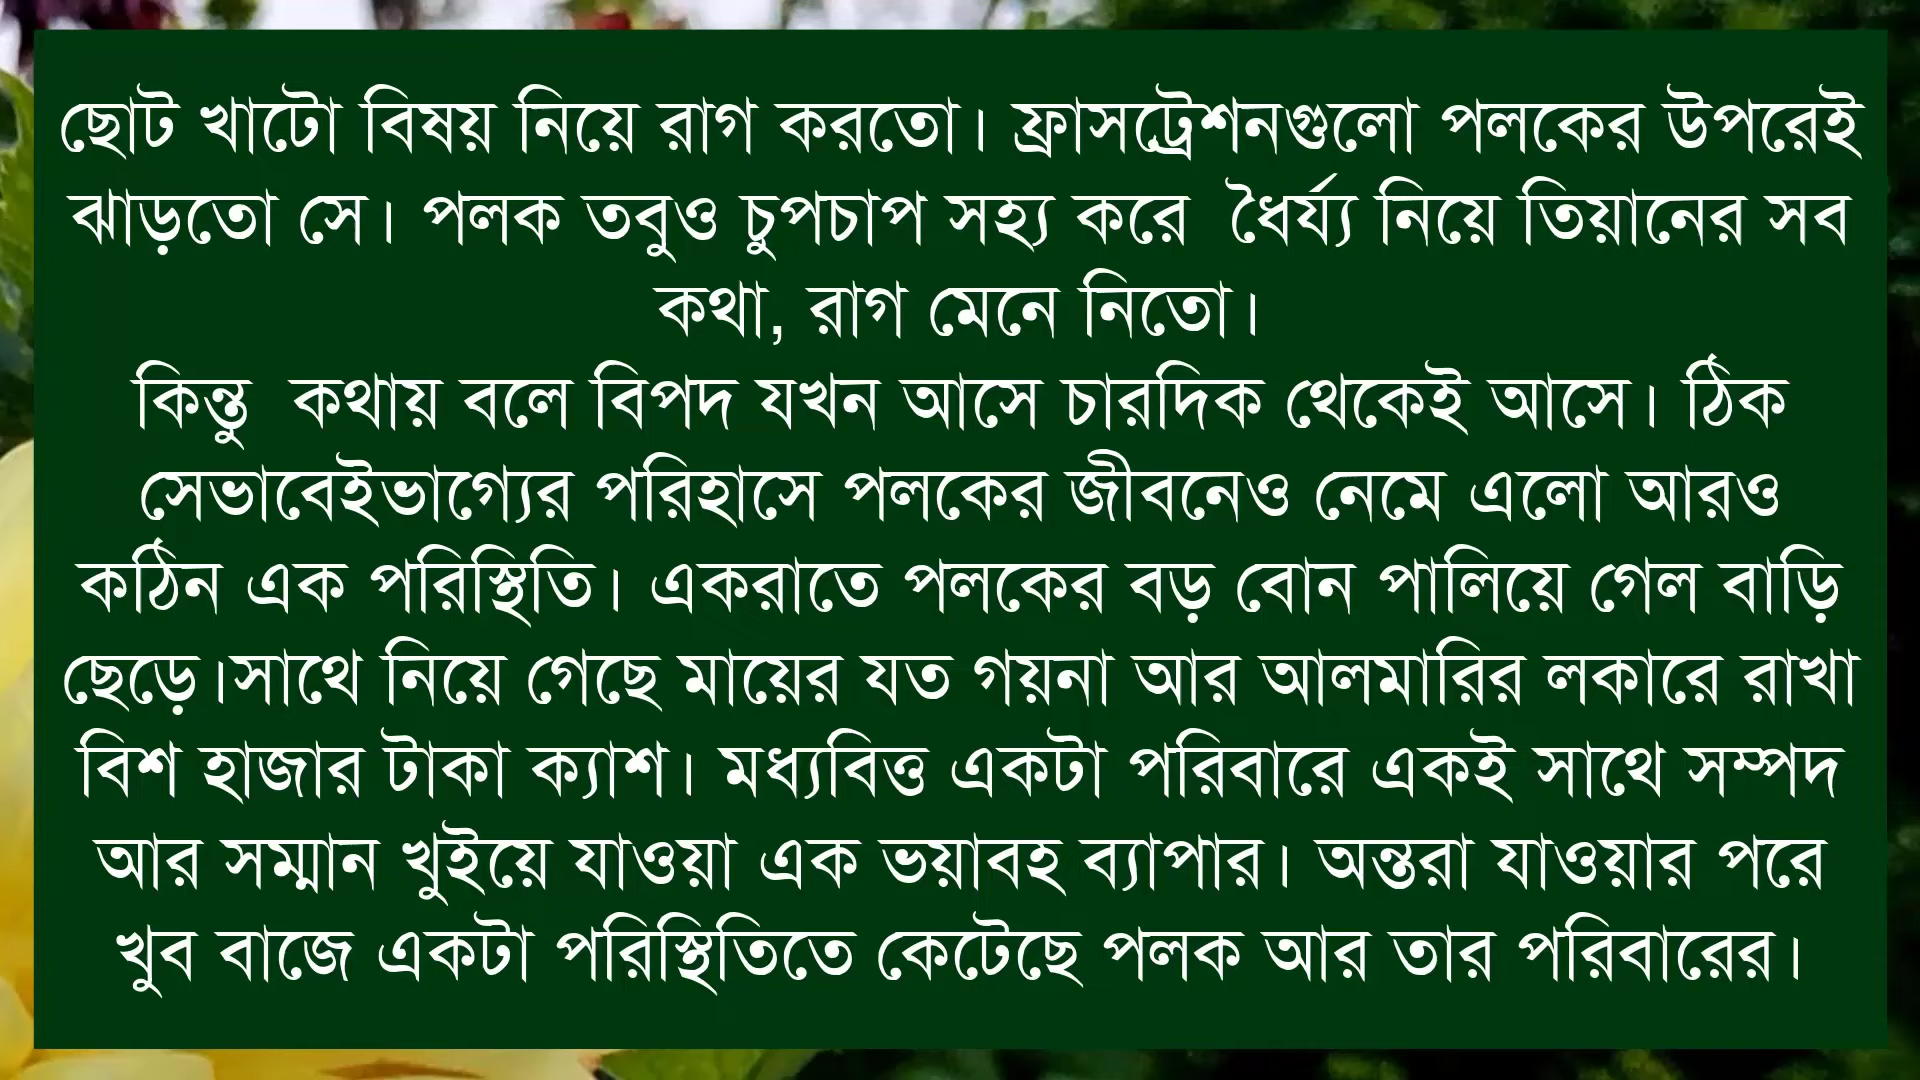 ছোট খাটো বিষয় নিয়ে রাগ করতো। ফ্রাসট্রেশনগুলো পলকের উপরেই
ঝাড়তো সে। পলক তবুও চুপচাপ সহ্য করে  ধৈর্য্য নিয়ে তিয়ানের সব
কথা, রাগ মেনে নিতো।
কিন্তু  কথায় বলে বিপদ যখন আসে চারদিক থেকেই আসে। ঠিক
সেভাবেইভাগ্যের পরিহাসে পলকের জীবনেও নেমে এলো আরও
কঠিন এক পরিস্থিতি। একরাতে পলকের বড় বোন পালিয়ে গেল বাড়ি
ছেড়ে।সাথে নিয়ে গেছে মায়ের যত গয়না আর আলমারির লকারে রাখা
বিশ হাজার টাকা ক্যাশ। মধ্যবিত্ত একটা পরিবারে একই সাথে সম্পদ
আর সম্মান খুইয়ে যাওয়া এক ভয়াবহ ব্যাপার। অন্তরা যাওয়ার পরে
খুব বাজে একটা পরিস্থিতিতে কেটেছে পলক আর তার পরিবারের।